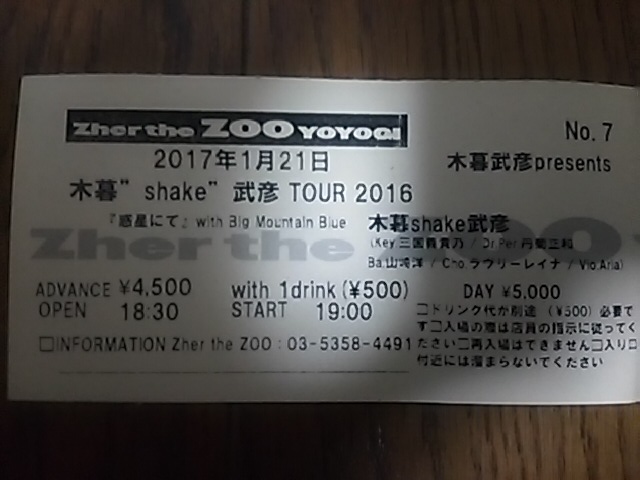 Zher the ZOO YOYOGI
No. 7
2017年1月21日
木暮武彦presents
木暮”shake”武彦 TOUR 2016
『惑星にて』with Big Mountain Blue
木暮shake武彦
(Key 三国義貴乃 / Dr.Per 丹菊正和
Ba.山崎洋 / Cho.ラウリーレイナ / Vio.Aria)
Zher the ZOO
ADVANCE ¥4,500 with 1drink (¥500) DAY ¥5,000
OPEN 18:30 START 19:00
□ドリンク代が別途（¥500）必要で
す□入場の際は店員の指示に従ってく
ださい□再入場はできません□入り口
付近には溜まらないでください
□INFORMATION Zher the ZOO : 03-5358-4491